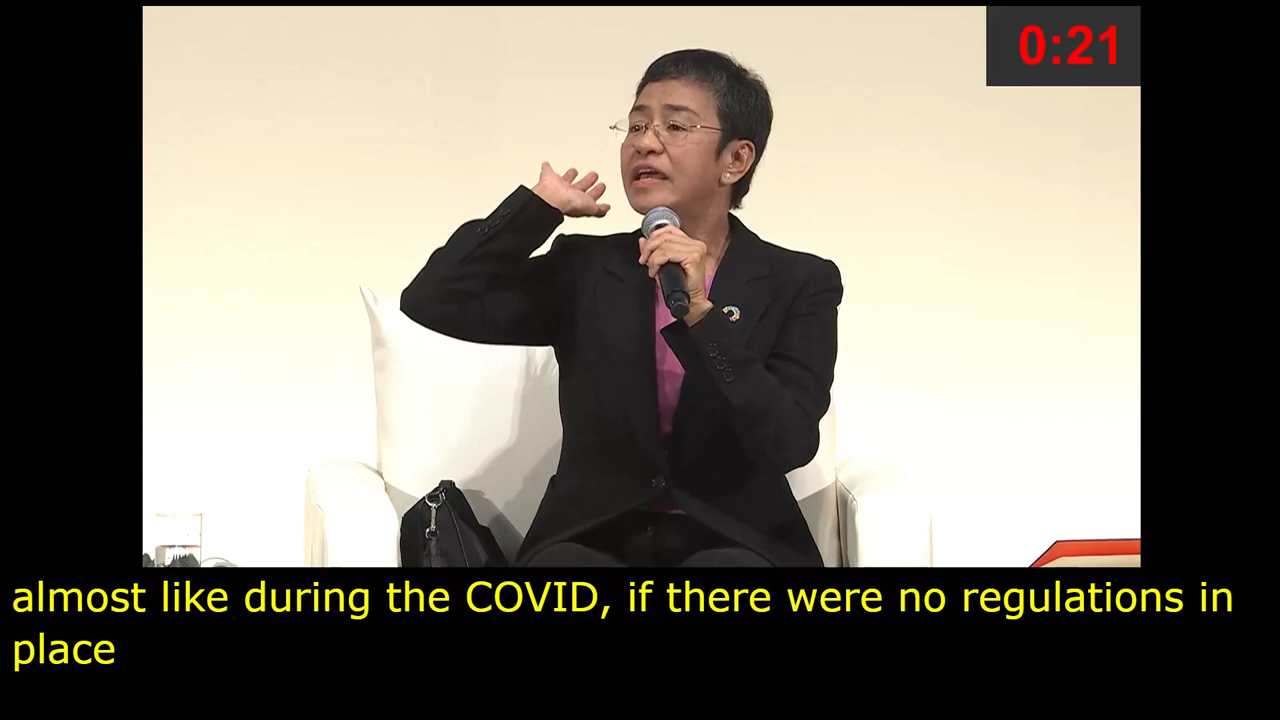 0:21
almost like during the COVID, if there were no regulations in
place